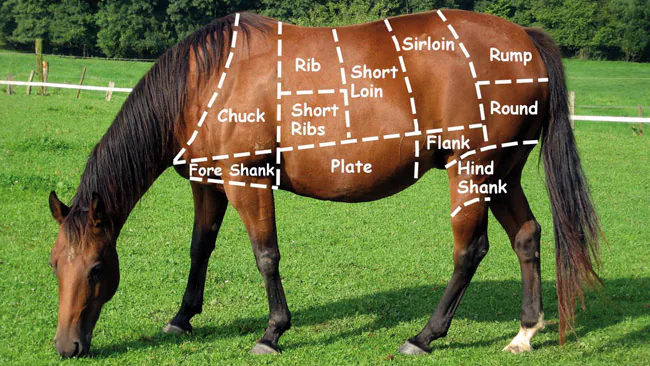 Rib
Short
Loin
Sirloin
Rump
Chuck
Short
Ribs
Round
Flank
Fore Shank
Plate
Hind
Shank